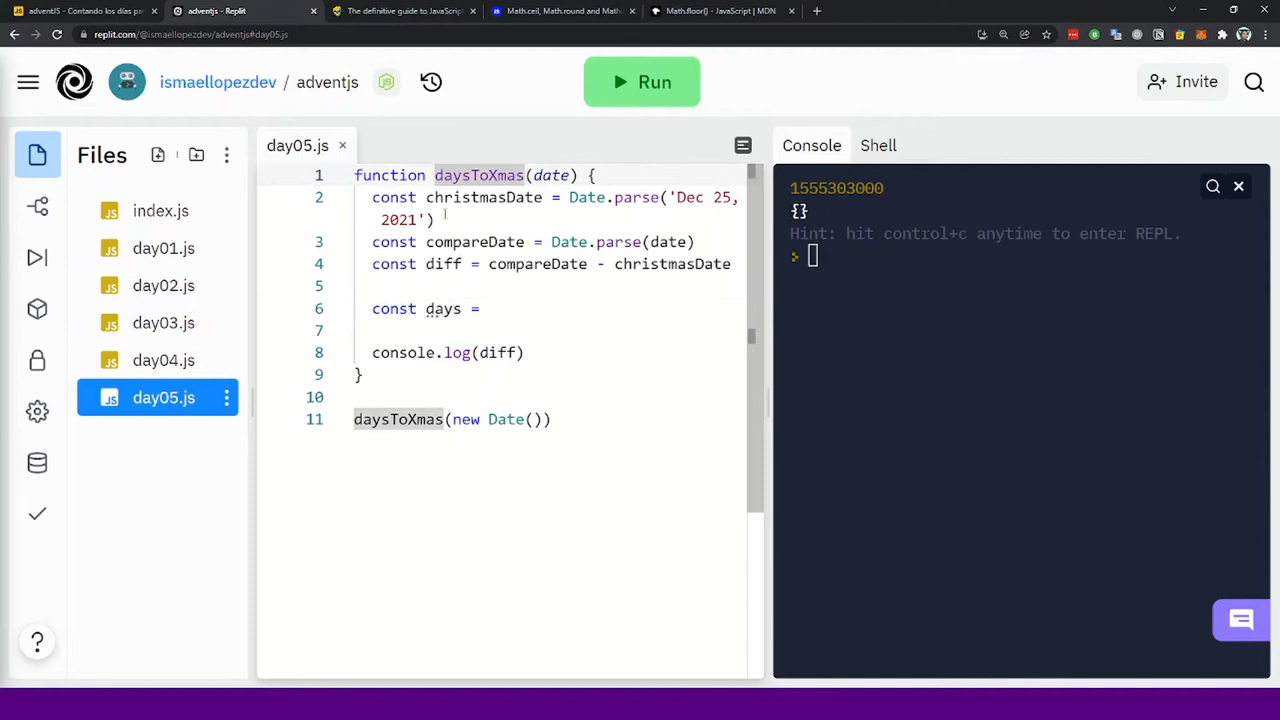 adventJS - Contando los días pa
adventjs - Replit
The definitive guide to JavaScript
Math.ceil, Math.round and Math
Math.floor() - JavaScript | MDN
replit.com/@ismaellopezdev/adventjs#day05.js
ismaellopezdev / adventjs
Run
Invite
Files
day05.js
Console
Shell
index.js
day01.js
day02.js
day03.js
day04.js
day05.js
1 function daysToXmas(date) {
2 const christmasDate = Date.parse('Dec 25,
2021')
3 const compareDate = Date.parse(date)
4 const diff = compareDate - christmasDate
5
6 const days =
7
8 console.log(diff)
9 }
10
11 daysToXmas(new Date())
1555303000
{}
Hint: hit control+c anytime to enter REPL.